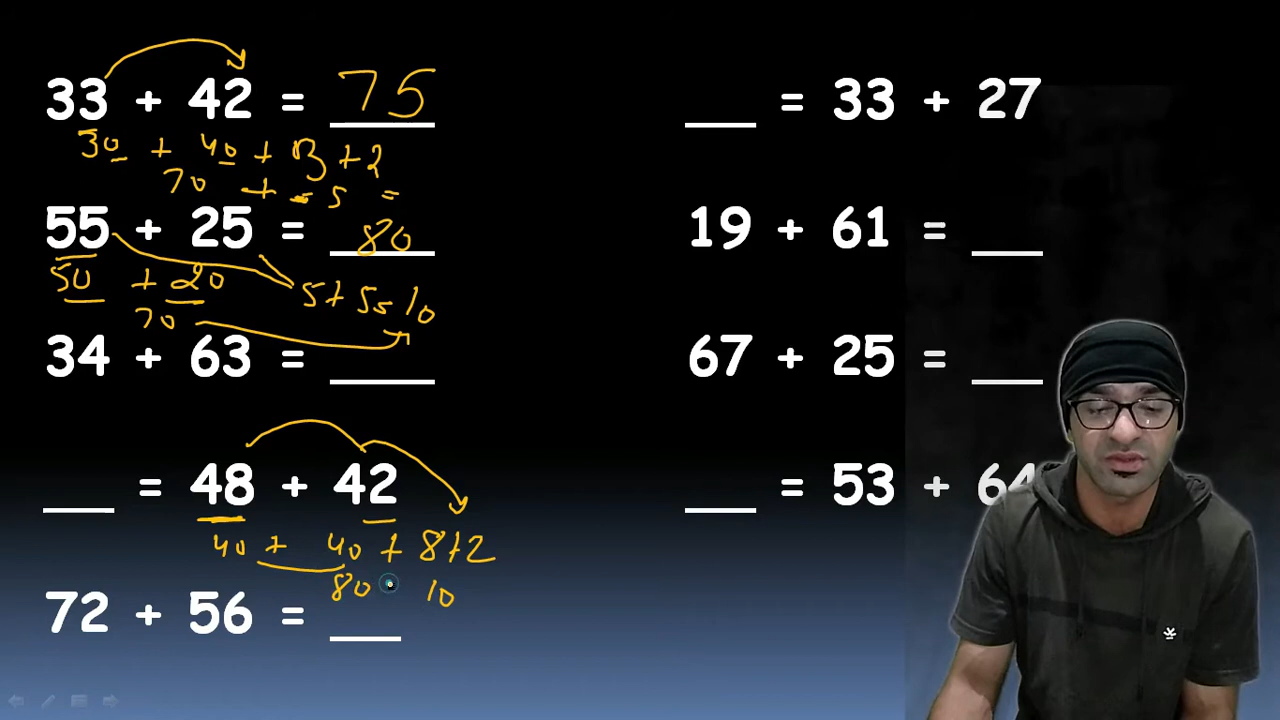 33 + 42 = 75
30 + 40 + 3 + 2
70 + 5 =
55 + 25 = 80
50 + 20
5 + 5 = 10
70
34 + 63 = ___
___ = 48 + 42
40 + 40 + 8+2
80 10
72 + 56 = ___
___ = 33 + 27
19 + 61 = ___
67 + 25 = ___
___ = 53 + 64